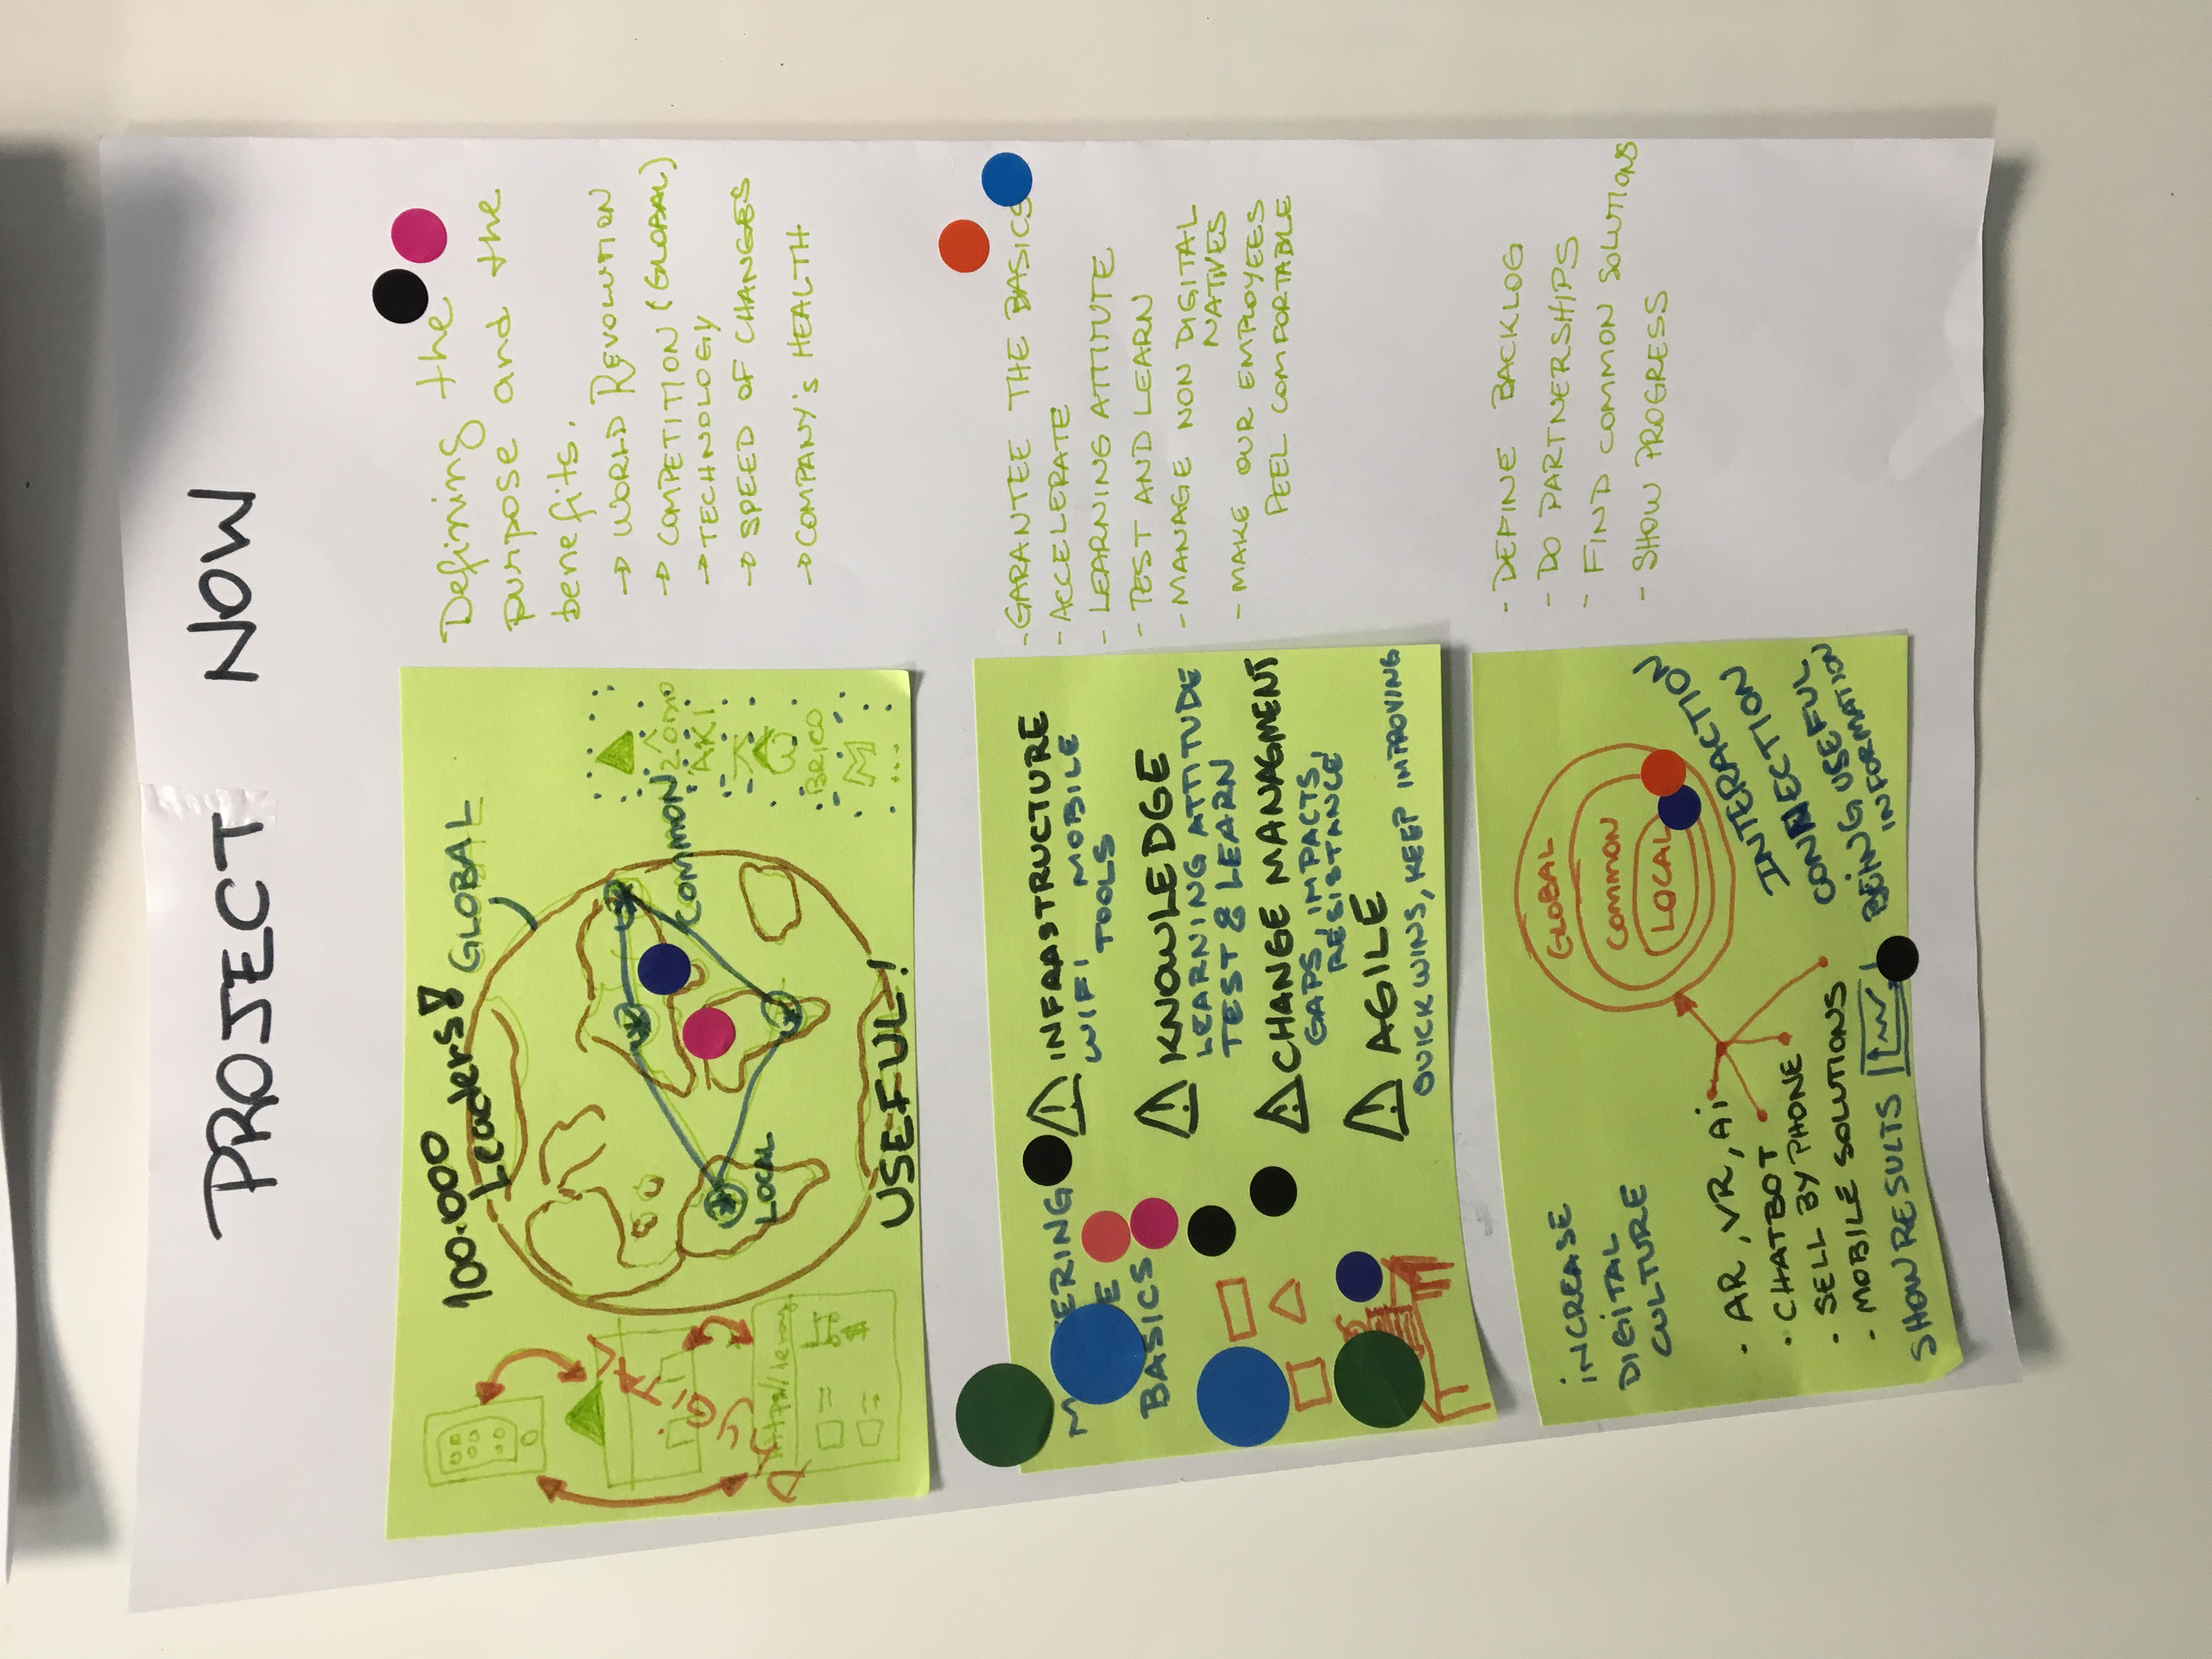 PROJECT NOW
100.000
Leaders!
GLOBAL
PHYGiTAL
COMMON
LOCAL
https://leroy
AKI
BRICO
M
...
USEFUL!
Defining the
purpose and the
benefits.
→ WORLD REVOLUTION
→ COMPETITION (GLOBAL)
→ TECHNOLOGY
→ SPEED OF CHANGES
→ COMPANY's HEALTH
BASICS
INFRASTRUCTURE
WIFI MOBILE
TOOLS
KNOWLEDGE
LEARNING ATTITUDE
TEST & LEARN
CHANGE MANAGMENT
GAPS, IMPACTS,
RESISTANCE
AGILE
QUICK WINS, KEEP IMPROVING
- GARANTEE THE BASICS
- ACCELERATE
- LEARNING ATTITUTE
- TEST AND LEARN
- MANAGE NON DIGITAL
NATIVES
- MAKE OUR EMPLOYEES
FEEL COMFORTABLE
iNCREASE
DIGITAL
CULTURE
GLOBAL
COMMON
LOCAL
• AR, VR, Ai
• CHATBOT
• SELL BY PHONE
• MOBILE SOLUTIONS
SHOW RESULTS
INTERACTION
CONNECTION
BEiNG USEFUL
INFORMATION
- DEFINE BACKLOG
- DO PARTNERSHIPS
- FIND COMMON SOLUTIONS
- SHOW PROGRESS